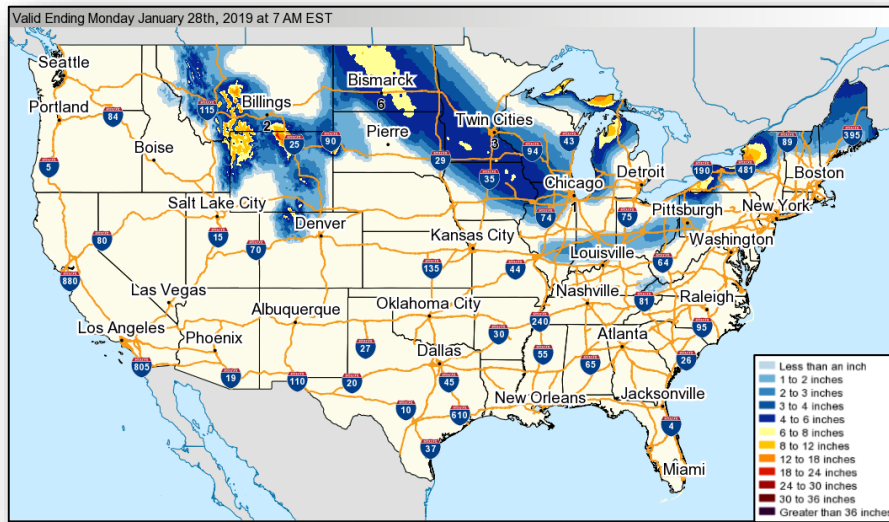 Valid Ending Monday January 28th, 2019 at 7 AM EST
Seattle
Portland
84
5
Boise
115
Billings
2
25
90
Bismarck
6
Pierre
Twin Cities
3
29
35
94
43
Chicago
74
1
Detroit
75
190
481
89
395
Boston
New York
Pittsburgh
Washington
Salt Lake City
15
80
70
Denver
Kansas City
135
44
Louisville
64
880
Las Vegas
Los Angeles
805
Phoenix
19
Albuquerque
110
Oklahoma City
27
20
30
240
Nashville
81
Raleigh
95
Dallas
45
10
610
37
55
65
Atlanta
26
New Orleans
Jacksonville
4
Miami
Less than an inch
1 to 2 inches
2 to 3 inches
3 to 4 inches
4 to 6 inches
6 to 8 inches
8 to 12 inches
12 to 18 inches
18 to 24 inches
24 to 30 inches
30 to 36 inches
Greater than 36 inches